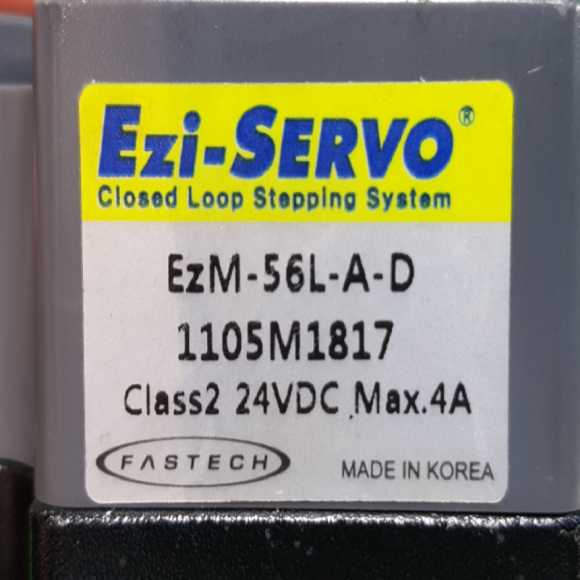 Ezi-SERVO®
Closed Loop Stepping System
EzM-56L-A-D
1105M1817
Class2 24VDC Max.4A
FASTECH
MADE IN KOREA